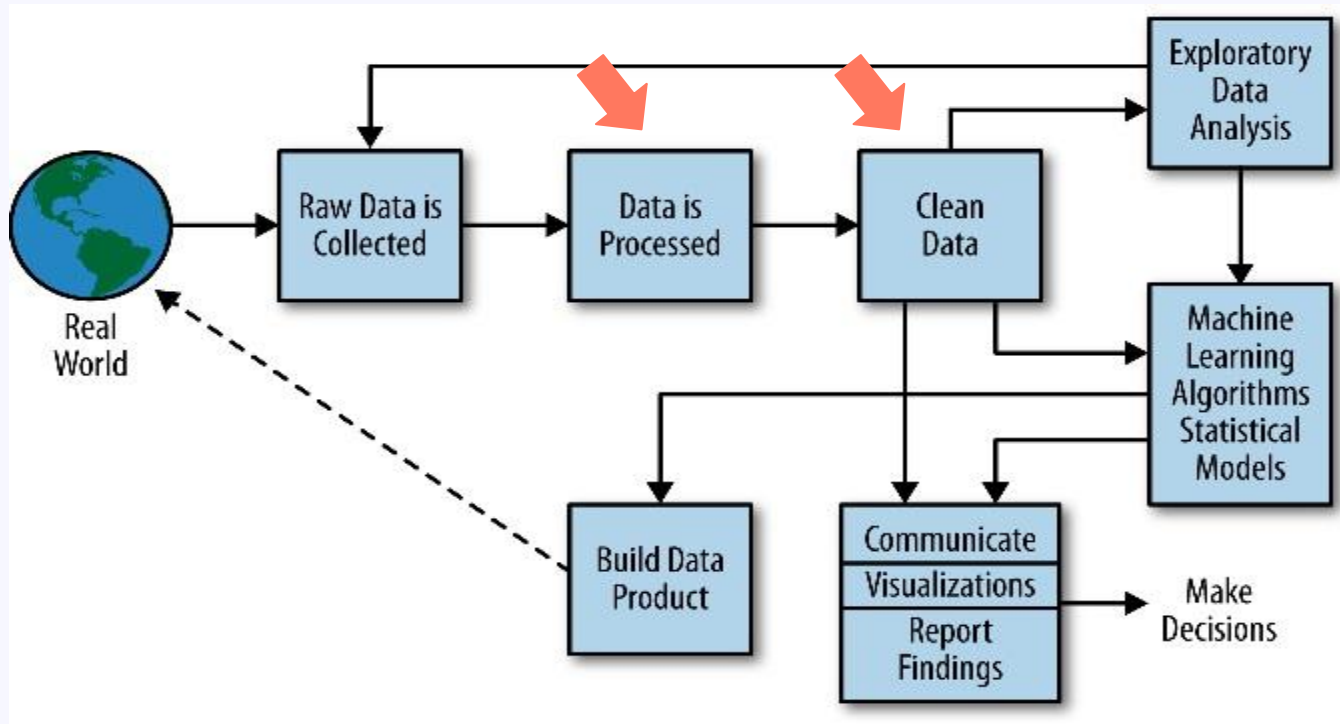 Exploratory
Data
Analysis
Raw Data is
Collected
Data is
Processed
Clean
Data
Real
World
Machine
Learning
Algorithms
Statistical
Models
Build Data
Product
Communicate
Visualizations
Report
Findings
Make
Decisions